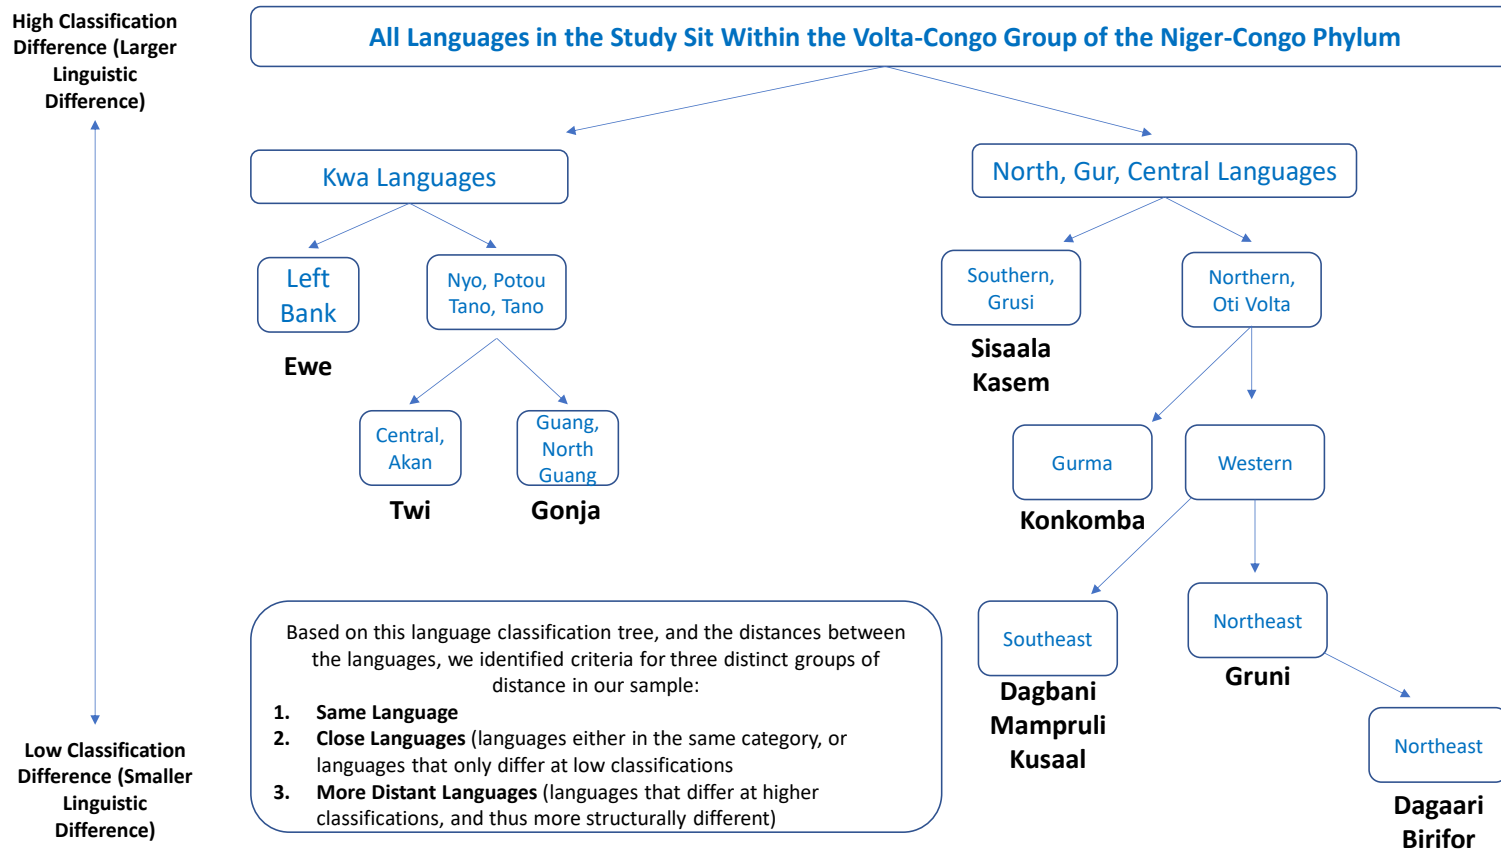 High Classification
Difference (Larger
Linguistic
Difference)
All Languages in the Study Sit Within the Volta-Congo Group of the Niger-Congo Phylum
Kwa Languages
North, Gur, Central Languages
Left
Bank
Ewe
Nyo, Potou
Tano, Tano
Southern,
Grusi
Sisaala
Kasem
Northern,
Oti Volta
Central,
Akan
Twi
Guang,
North
Guang
Gonja
Gurma
Konkomba
Western
Southeast
Dagbani
Mampruli
Kusaal
Northeast
Gruni
Northeast
Dagaari
Birifor
Based on this language classification tree, and the distances between
the languages, we identified criteria for three distinct groups of
distance in our sample:
1. Same Language
2. Close Languages (languages either in the same category, or
languages that only differ at low classifications
3. More Distant Languages (languages that differ at higher
classifications, and thus more structurally different)
Low Classification
Difference (Smaller
Linguistic
Difference)